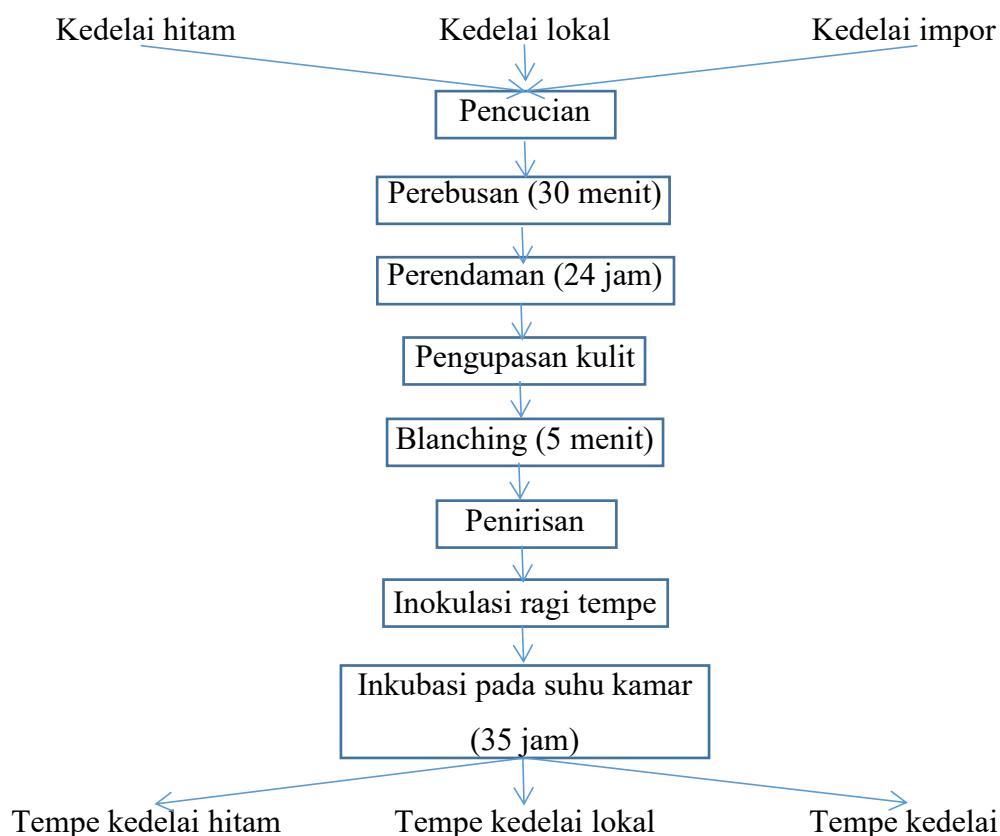 Kedelai hitam Kedelai lokal Kedelai impor
Pencucian
Perebusan (30 menit)
Perendaman (24 jam)
Pengupasan kulit
Blanching (5 menit)
Penirisan
Inokulasi ragi tempe
Inkubasi pada suhu kamar
(35 jam)
Tempe kedelai hitam Tempe kedelai lokal Tempe kedelai